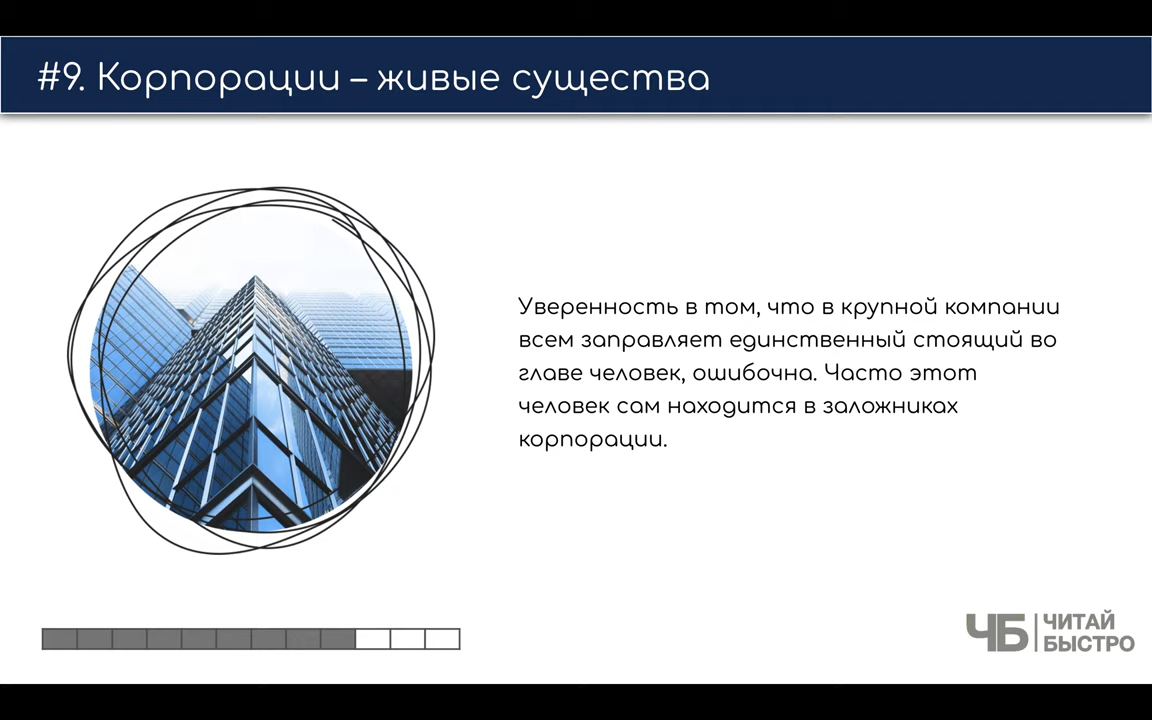 #9. Корпорации – живые существа
Уверенность в том, что в крупной компании
всем заправляет единственный стоящий во
главе человек, ошибочна. Часто этот
человек сам находится в заложниках
корпорации.
ЧБ
ЧИТАЙ
БЫСТРО